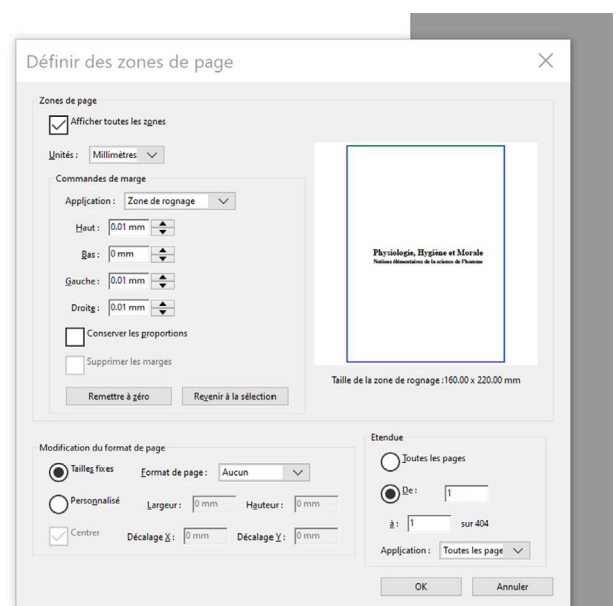 Définir des zones de page
Zones de page
Afficher toutes les zones
Unités : Millimètres
Commandes de marge
Application : Zone de rognage
Haut : 0.01 mm
Bas : 0 mm
Gauche : 0.01 mm
Droite : 0.01 mm
Conserver les proportions
Supprimer les marges
Remettre à zéro Revenir à la sélection
Physiologie, Hygiène et Morale
Notions élémentaires de la science de l'homme
Taille de la zone de rognage :160.00 x 220.00 mm
Modification du format de page
Tailles fixes Format de page : Aucun
Personnalisé Largeur : 0 mm Hauteur : 0 mm
Centrer Décalage X : 0 mm Décalage Y : 0 mm
Etendue
Toutes les pages
De : 1
à : 1 sur 404
Application : Toutes les page
OK Annuler